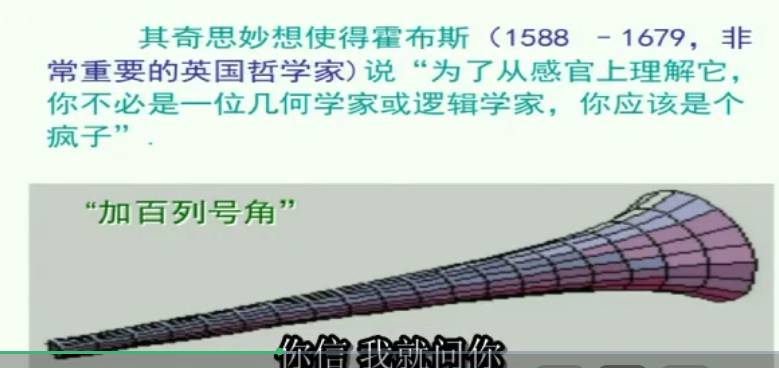 其奇思妙想使得霍布斯（1588 －1679，非
常重要的英国哲学家)说“为了从感官上理解它，
你不必是一位几何学家或逻辑学家，你应该是个
疯子”.
“加百列号角”
你信 我就问你